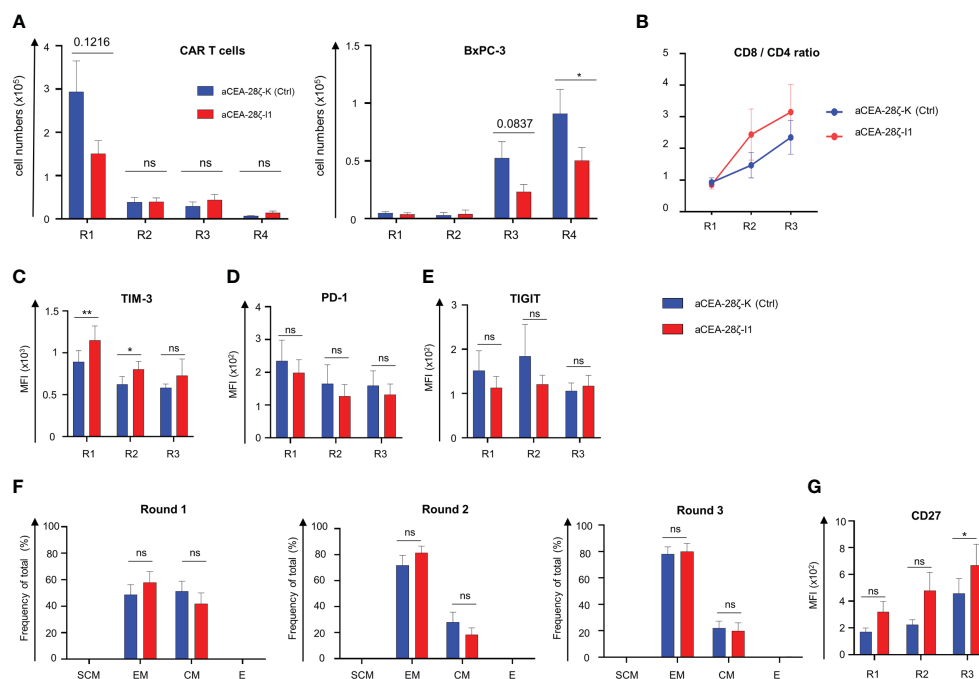 A
CAR T cells
0.1216
cell numbers (x10⁵)
4
3
2
1
0
ns
ns
ns
R1
R2
R3
R4
aCEA-28ζ-K (Ctrl)
aCEA-28ζ-I1
BxPC-3
cell numbers (x10⁵)
1.5
1
0.5
0
0.0837
*
R1
R2
R3
R4
B
CD8 / CD4 ratio
5
4
3
2
1
0
R1
R2
R3
aCEA-28ζ-K (Ctrl)
aCEA-28ζ-I1
C
TIM-3
MFI (x10³)
1.5
1
0.5
0
**
*
ns
R1
R2
R3
D
PD-1
MFI (x10²)
4
3
2
1
0
ns
ns
ns
R1
R2
R3
E
TIGIT
MFI (x10²)
3
2
1
0
ns
ns
ns
R1
R2
R3
aCEA-28ζ-K (Ctrl)
aCEA-28ζ-I1
F
Round 1
Frequency of total (%)
100
80
60
40
20
0
ns
ns
SCM
EM
CM
E
Round 2
Frequency of total (%)
100
80
60
40
20
0
ns
ns
SCM
EM
CM
E
Round 3
Frequency of total (%)
100
80
60
40
20
0
ns
ns
SCM
EM
CM
E
G
CD27
MFI (x10²)
10
8
6
4
2
0
ns
ns
*
R1
R2
R3